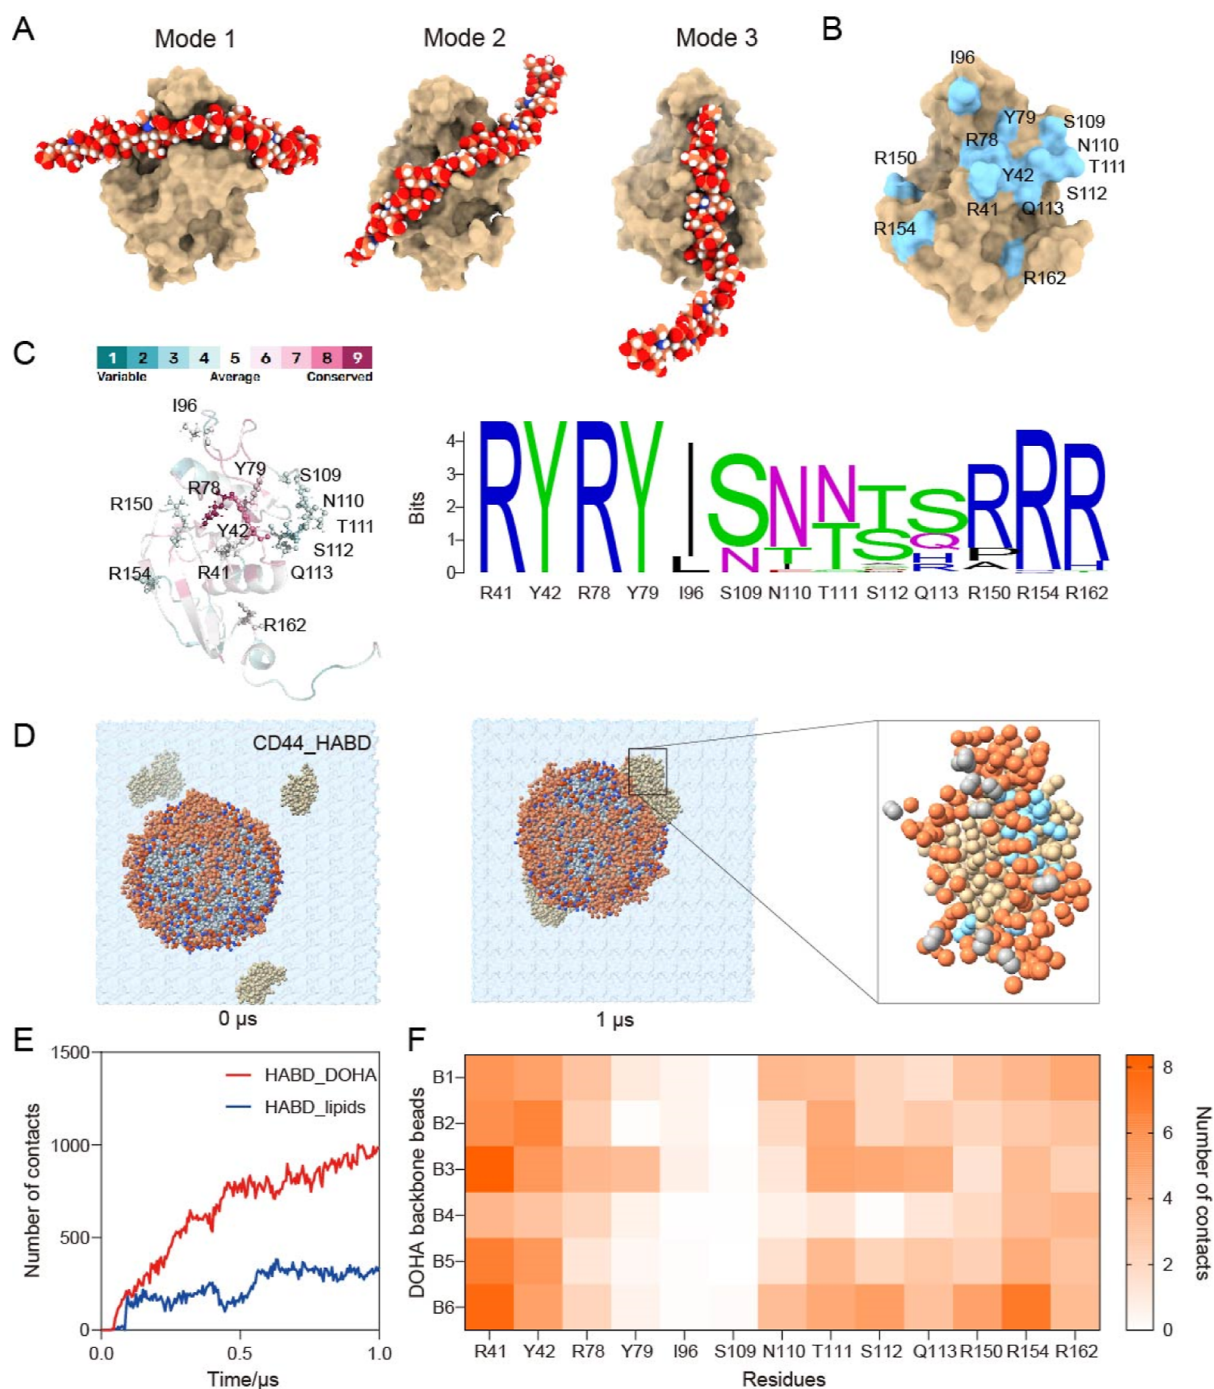 A
Mode 1
Mode 2
Mode 3
B
I96
Y79
S109
R78
N110
R150
T111
Y42
S112
R41
Q113
R154
R162
C
1 2 3 4 5 6 7 8 9
Variable Average Conserved
I96
Y79
S109
R150
R78
N110
T111
Y42
S112
R154
R41
Q113
R162
Bits
4
3
2
1
0
R41 Y42 R78 Y79 I96 S109 N110 T111 S112 Q113 R150 R154 R162
D
CD44_HABD
0 µs
1 µs
E
Number of contacts
1500
1000
500
0
HABD_DOHA
HABD_lipids
0.0 0.5 1.0
Time/µs
F
DOHA backbone beads
B1
B2
B3
B4
B5
B6
R41 Y42 R78 Y79 I96 S109 N110 T111 S112 Q113 R150 R154 R162
Residues
8
6
4
2
0
Number of contacts